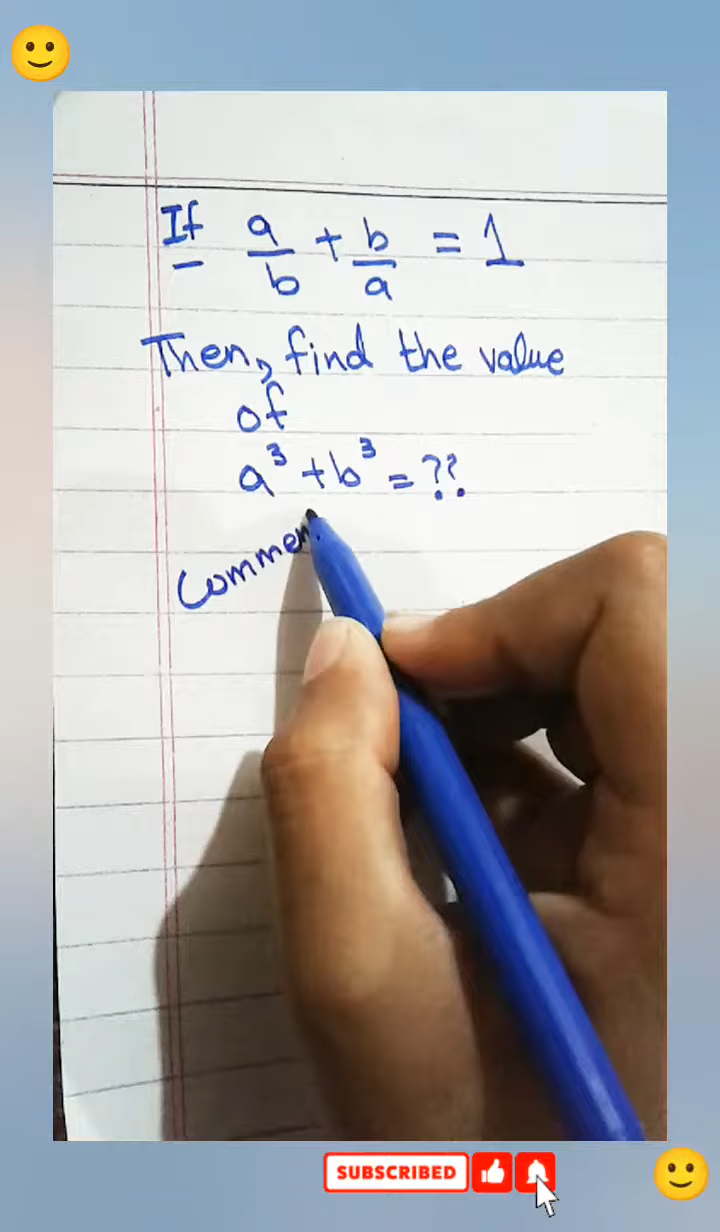 If a/b + b/a = 1
Then, find the value
of
a³ + b³ = ??
Commen
SUBSCRIBED